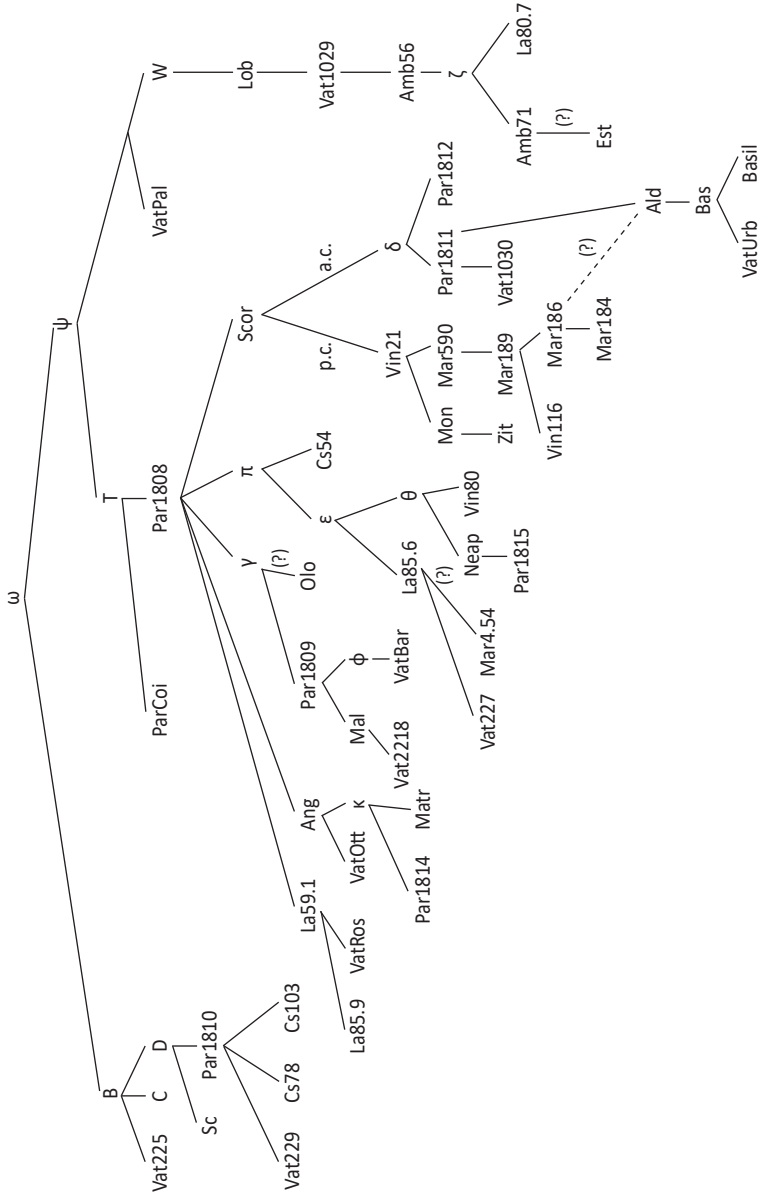 ω
ψ
B
T
Vat225
C
D
ParCoi
Par1808
VatPal
W
Sc
Par1810
γ
π
Scor
Lob
Vat229
Cs78
Cs103
(?)
La59.1
Ang
Par1809
Olo
ε
Cs54
p.c.
a.c.
Vat1029
La85.9
VatRos
VatOtt
κ
Mal
ϕ
Vin21
δ
Amb56
Vat2218
VatBar
La85.6
θ
Par1814
Matr
Mon
Mar590
Par1811
Par1812
ζ
(?)
Vat227
Mar4.54
Neap
Vin80
Zit
Mar189
Vat1030
Amb71
La80.7
Par1815
Vin116
Mar186
(?)
(?)
Mar184
Est
Ald
Bas
VatUrb
Basil